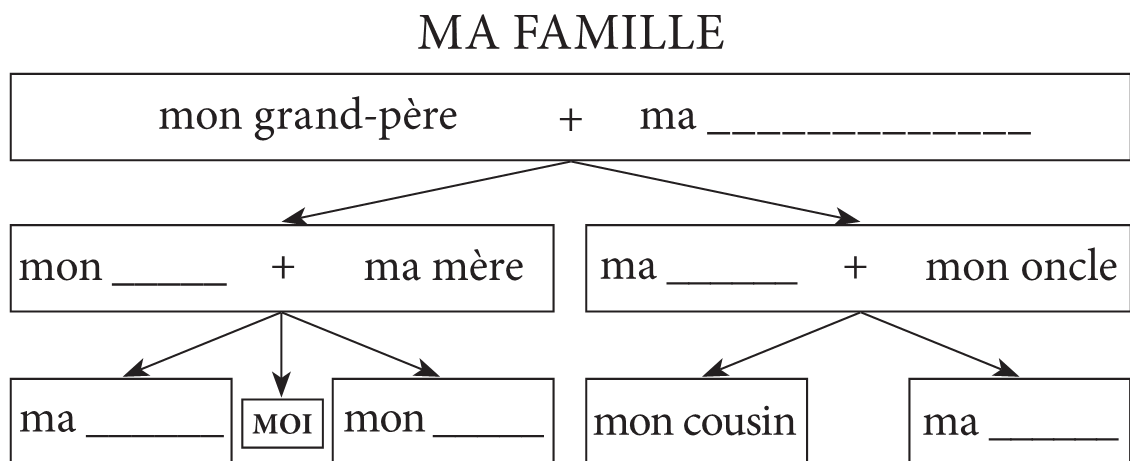 MA FAMILLE
mon grand-père + ma _____________
mon _____ + ma mère ma ______ + mon oncle
ma ______ MOI mon _____ mon cousin ma ______